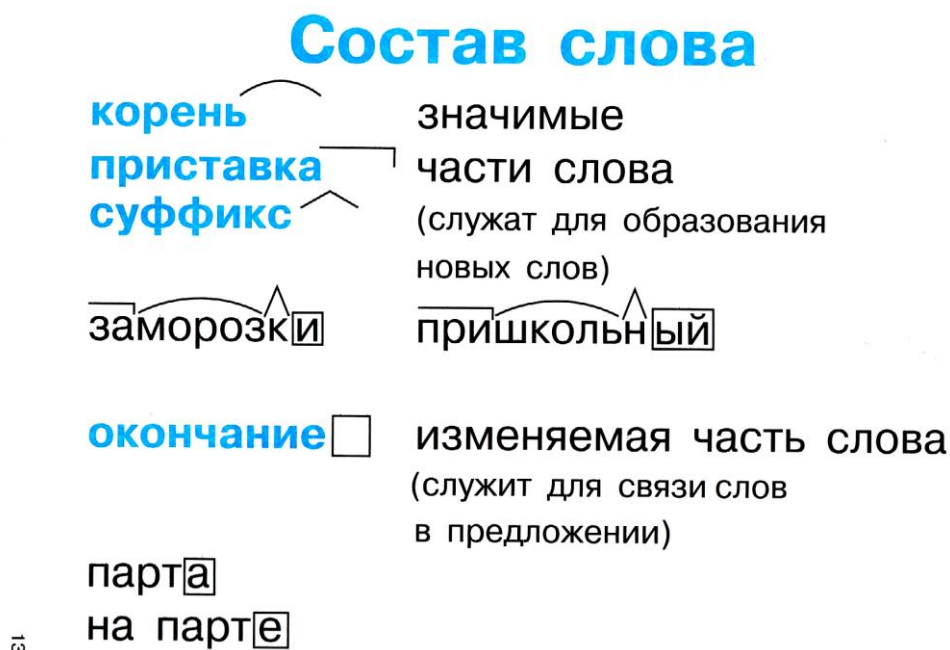 Состав слова
корень значимые
приставка части слова
суффикс (служат для образования
новых слов)
заморозки пришкольный
окончание изменяемая часть слова
(служит для связи слов
в предложении)
парта
на парте
13